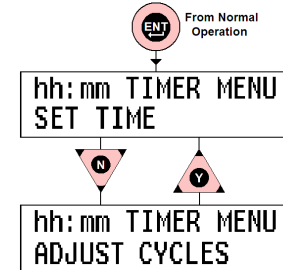 ENT
From Normal
Operation
hh:mm TIMER MENU
SET TIME
N
Y
hh:mm TIMER MENU
ADJUST CYCLES